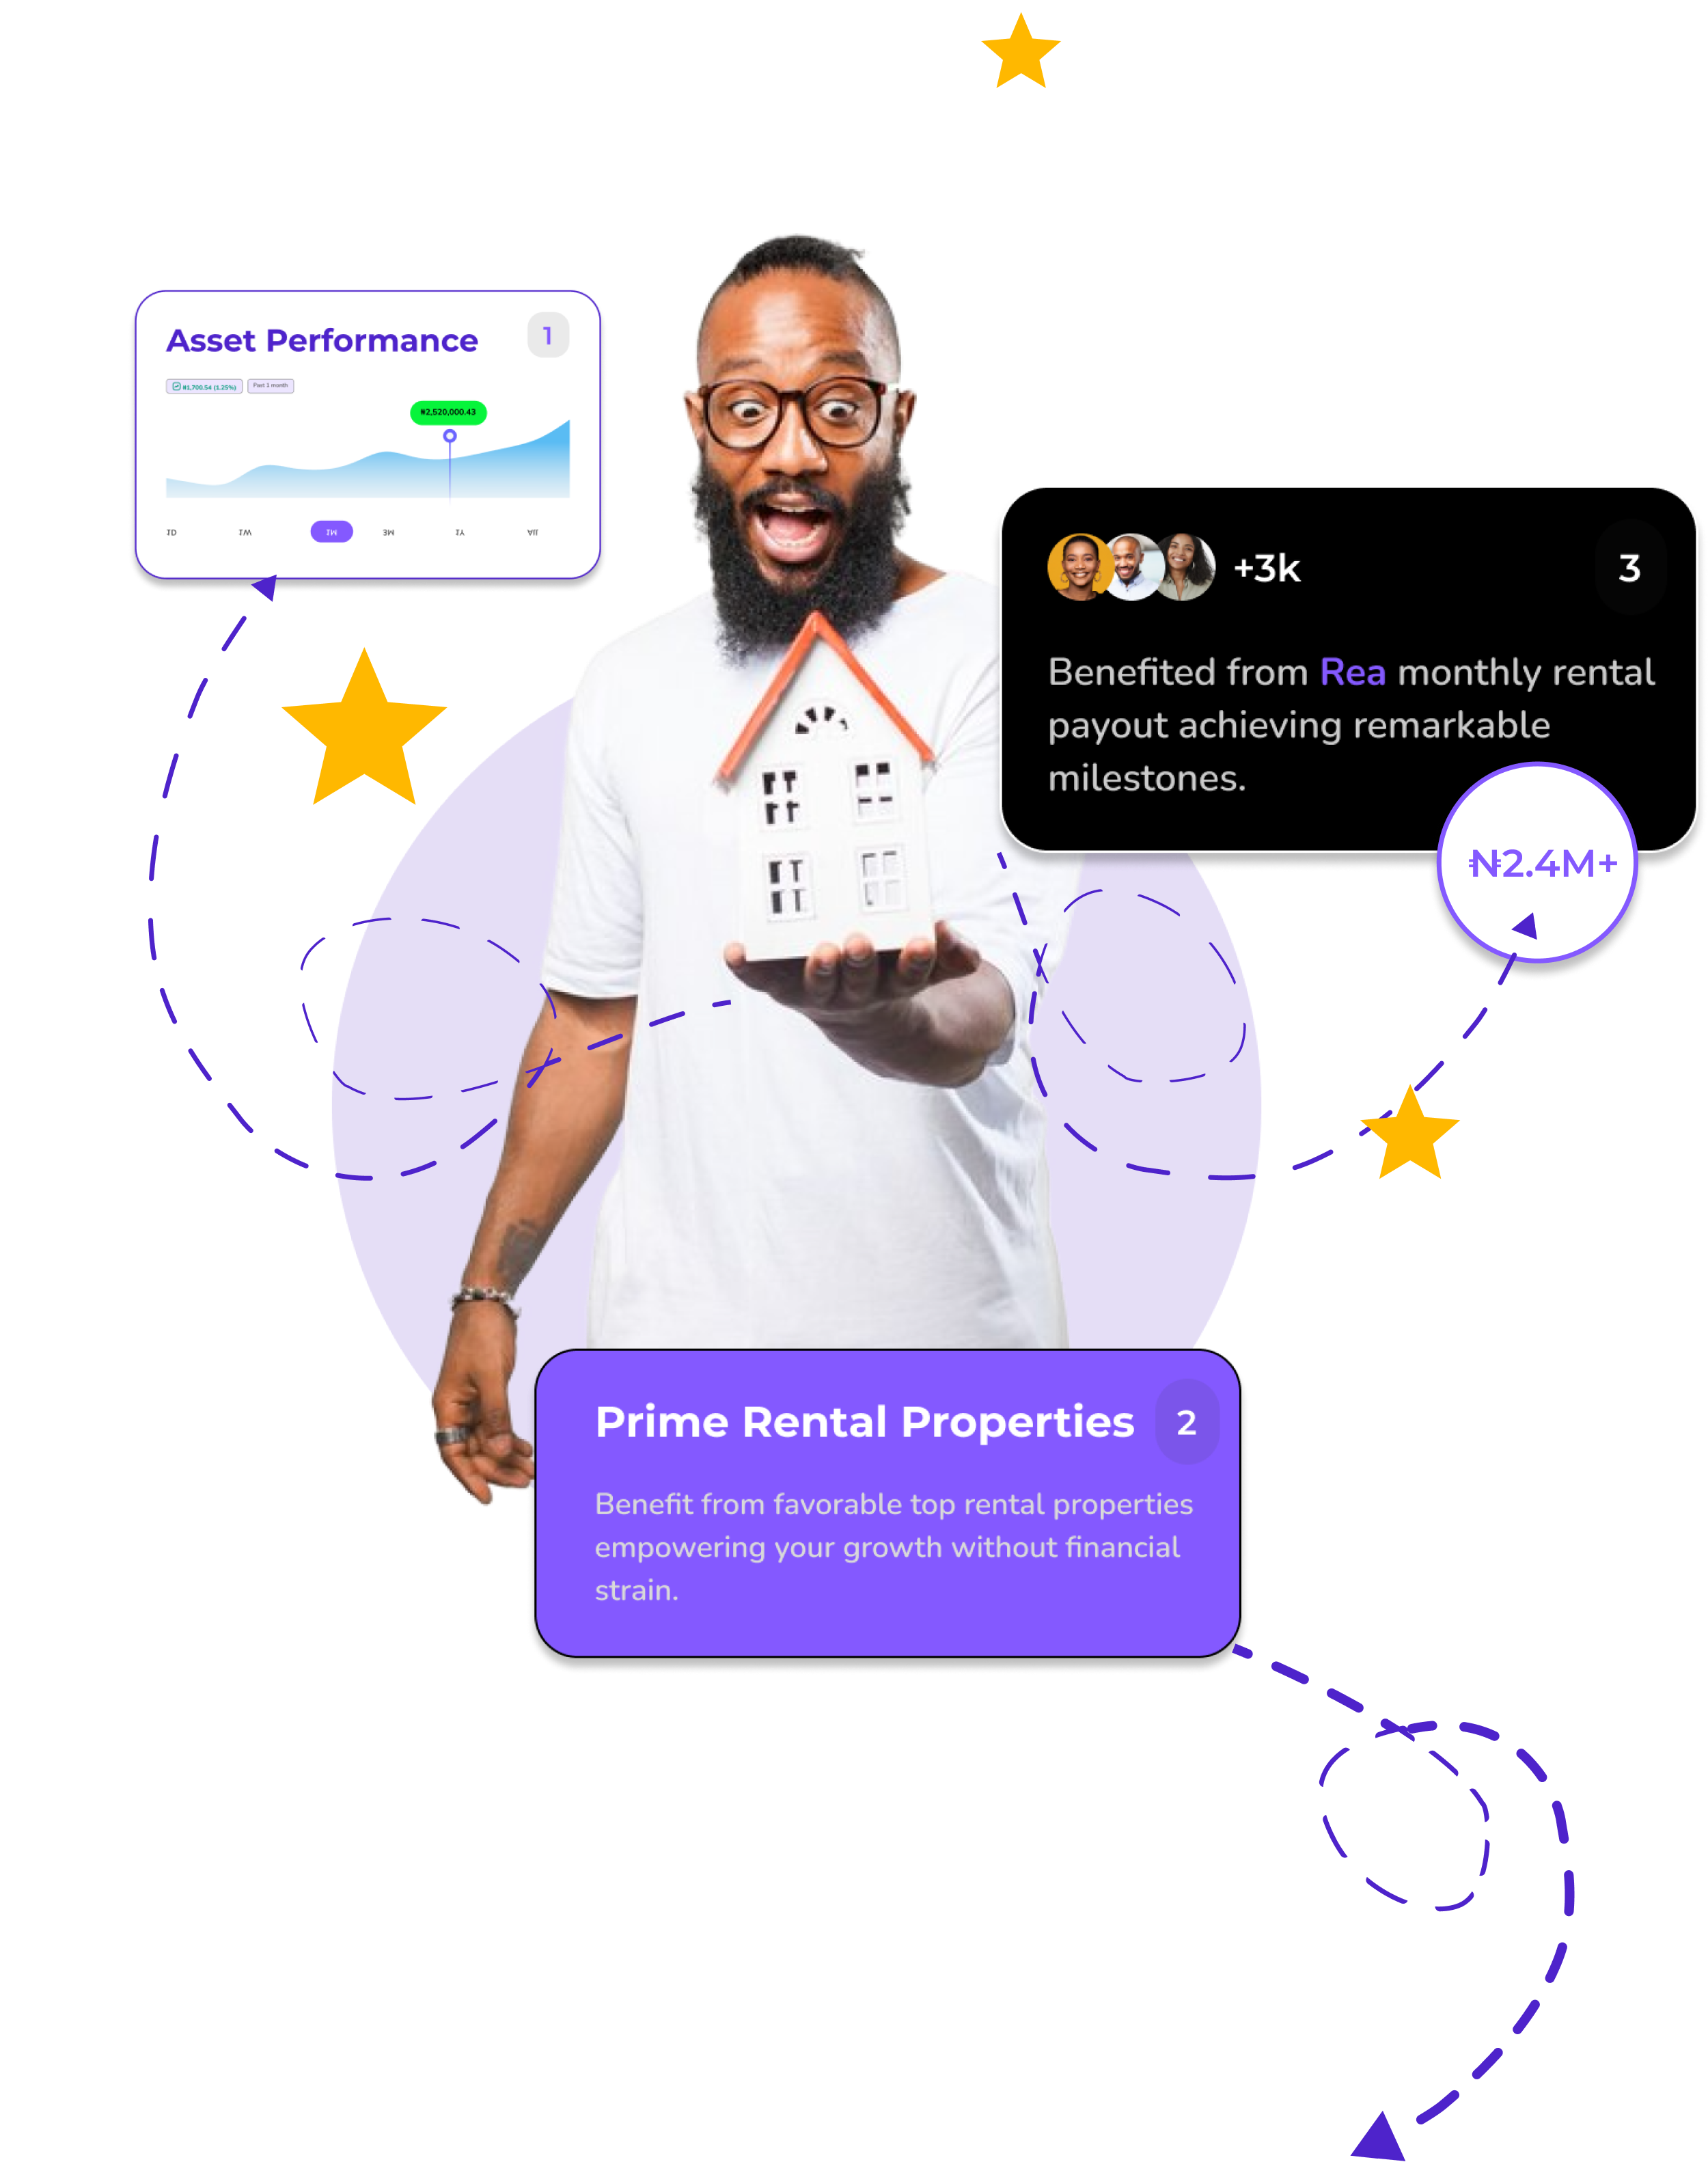 Asset Performance
1
₦1,700.54 (1.25%)
Past 1 month
₦2,520,000.43
1D
1W
1M
3M
1Y
All
+3k
3
Benefited from Rea monthly rental
payout achieving remarkable
milestones.
₦2.4M+
Prime Rental Properties
2
Benefit from favorable top rental properties
empowering your growth without financial
strain.